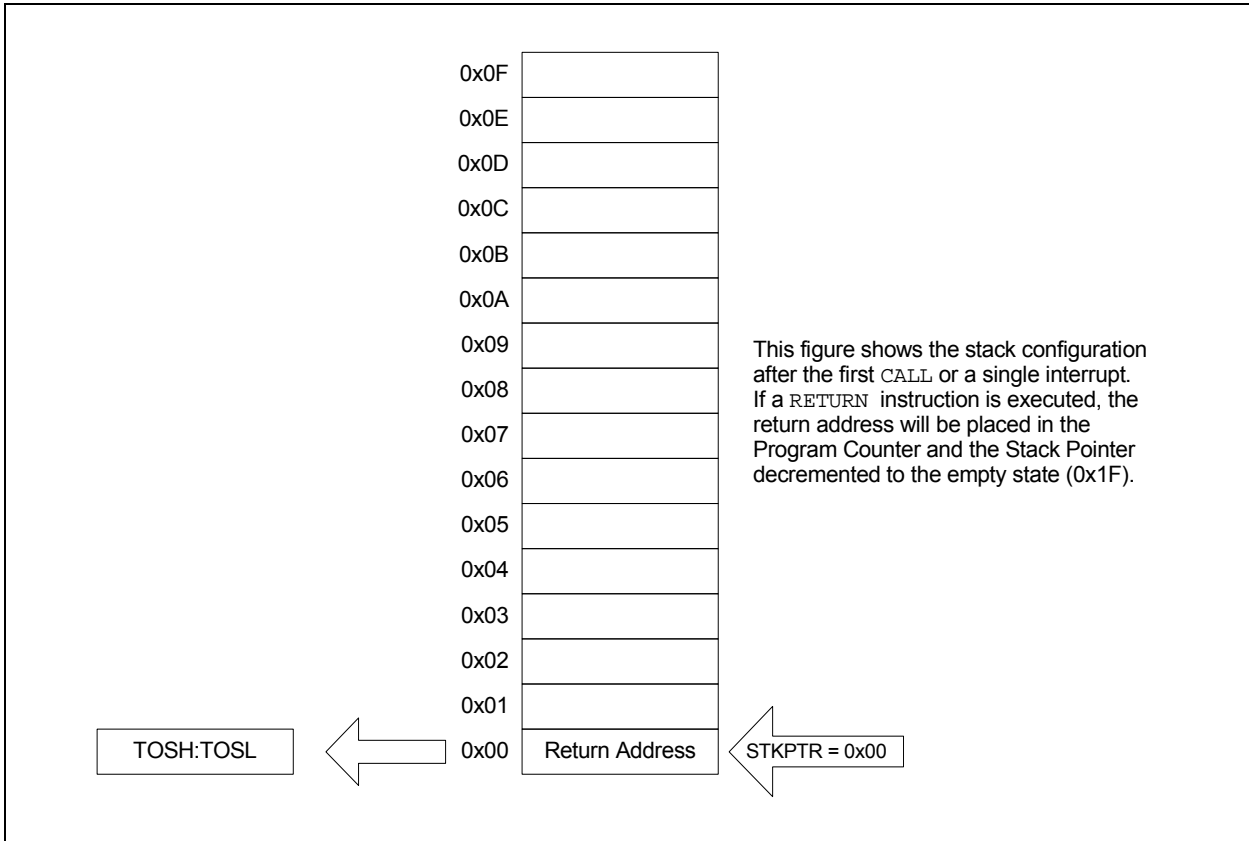 0x0F
0x0E
0x0D
0x0C
0x0B
0x0A
0x09
0x08
0x07
0x06
0x05
0x04
0x03
0x02
0x01
This figure shows the stack configuration
after the first CALL or a single interrupt.
If a RETURN instruction is executed, the
return address will be placed in the
Program Counter and the Stack Pointer
decremented to the empty state (0x1F).
TOSH:TOSL 0x00 Return Address STKPTR = 0x00